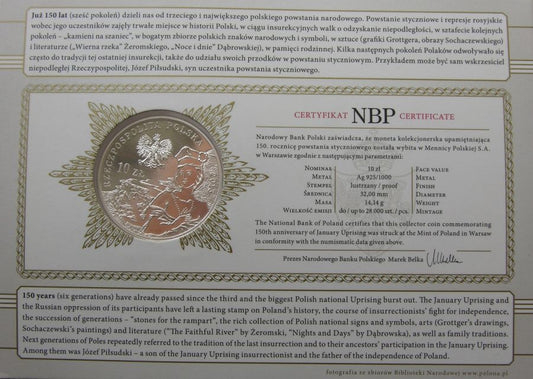 Już 150 lat (sześć pokoleń) dzieli nas od trzeciego i największego polskiego powstania narodowego. Powstanie styczniowe i represje rosyjskie
wobec jego uczestników zajęły trwałe miejsce w historii Polski, w ciągu insurekcyjnych walk o odzyskanie niepodległości, w sztafecie kolejnych
pokoleń – „kamieni na szaniec”, w bogatym zbiorze polskich znaków narodowych i symboli, w sztuce (grafiki Grottgera, obrazy Sochaczewskiego)
i literaturze („Wierna rzeka” Żeromskiego, „Noce i dnie” Dąbrowskiej), w pamięci rodzinnej. Kilka następnych pokoleń Polaków odwoływało się
często do tradycji tej ostatniej insurekcji, także do udziału swoich przodków w powstaniu styczniowym. Przykładem może być sam wskrzesiciel
niepodległej Rzeczypospolitej, Józef Piłsudski, syn uczestnika powstania styczniowego.
CERTYFIKAT NBP CERTIFICATE
Narodowy Bank Polski zaświadcza, że moneta kolekcjonerska upamiętniająca
150. rocznicę powstania styczniowego została wybita w Mennicy Polskiej S.A.
w Warszawie zgodnie z następującymi parametrami:
RZECZPOSPOLITA POLSKA
10 ZŁ
Nominał 10 zł Face value
Metal Ag 925/1000 Metal
Stempel lustrzany / proof Finish
Średnica 32,00 mm Diameter
Masa 14,14 g Weight
Wielkość emisji do / up to 28.000 szt. / pcs. Mintage
The National Bank of Poland certifies that this collector coin commemorating
150th anniversary of January Uprising was struck at the Mint of Poland in Warsaw
in conformity with the numismatic data given above.
Prezes Narodowego Banku Polskiego Marek Belka
150 years (six generations) have already passed since the third and the biggest Polish national Uprising burst out. The January Uprising and
the Russian oppression of its participants have left a lasting stamp on Poland's history, the course of insurrectionists' fight for independence,
the succession of generations – "stones for the rampart", the rich collection of Polish national signs and symbols, arts (Grottger's drawings,
Sochaczewski's paintings) and literature ("The Faithful River" by Żeromski, "Nights and Days" by Dąbrowska), as well as family traditions.
Next generations of Poles repeatedly referred to the tradition of the last insurrection and to their ancestors' participation in the January Uprising.
Among them was Józef Piłsudski – a son of the January Uprising insurrectionist and the father of the independence of Poland.
fotografia ze zbiorów Biblioteki Narodowej www.polona.pl